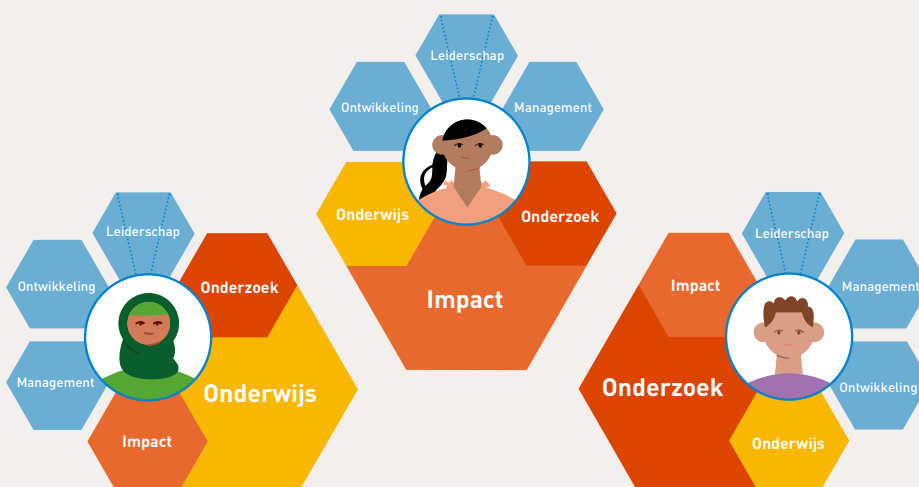 Leiderschap
Ontwikkeling
Management
Onderwijs
Onderzoek
Impact
Leiderschap
Onderzoek
Ontwikkeling
Management
Onderwijs
Impact
Leiderschap
Impact
Management
Onderzoek
Ontwikkeling
Onderwijs